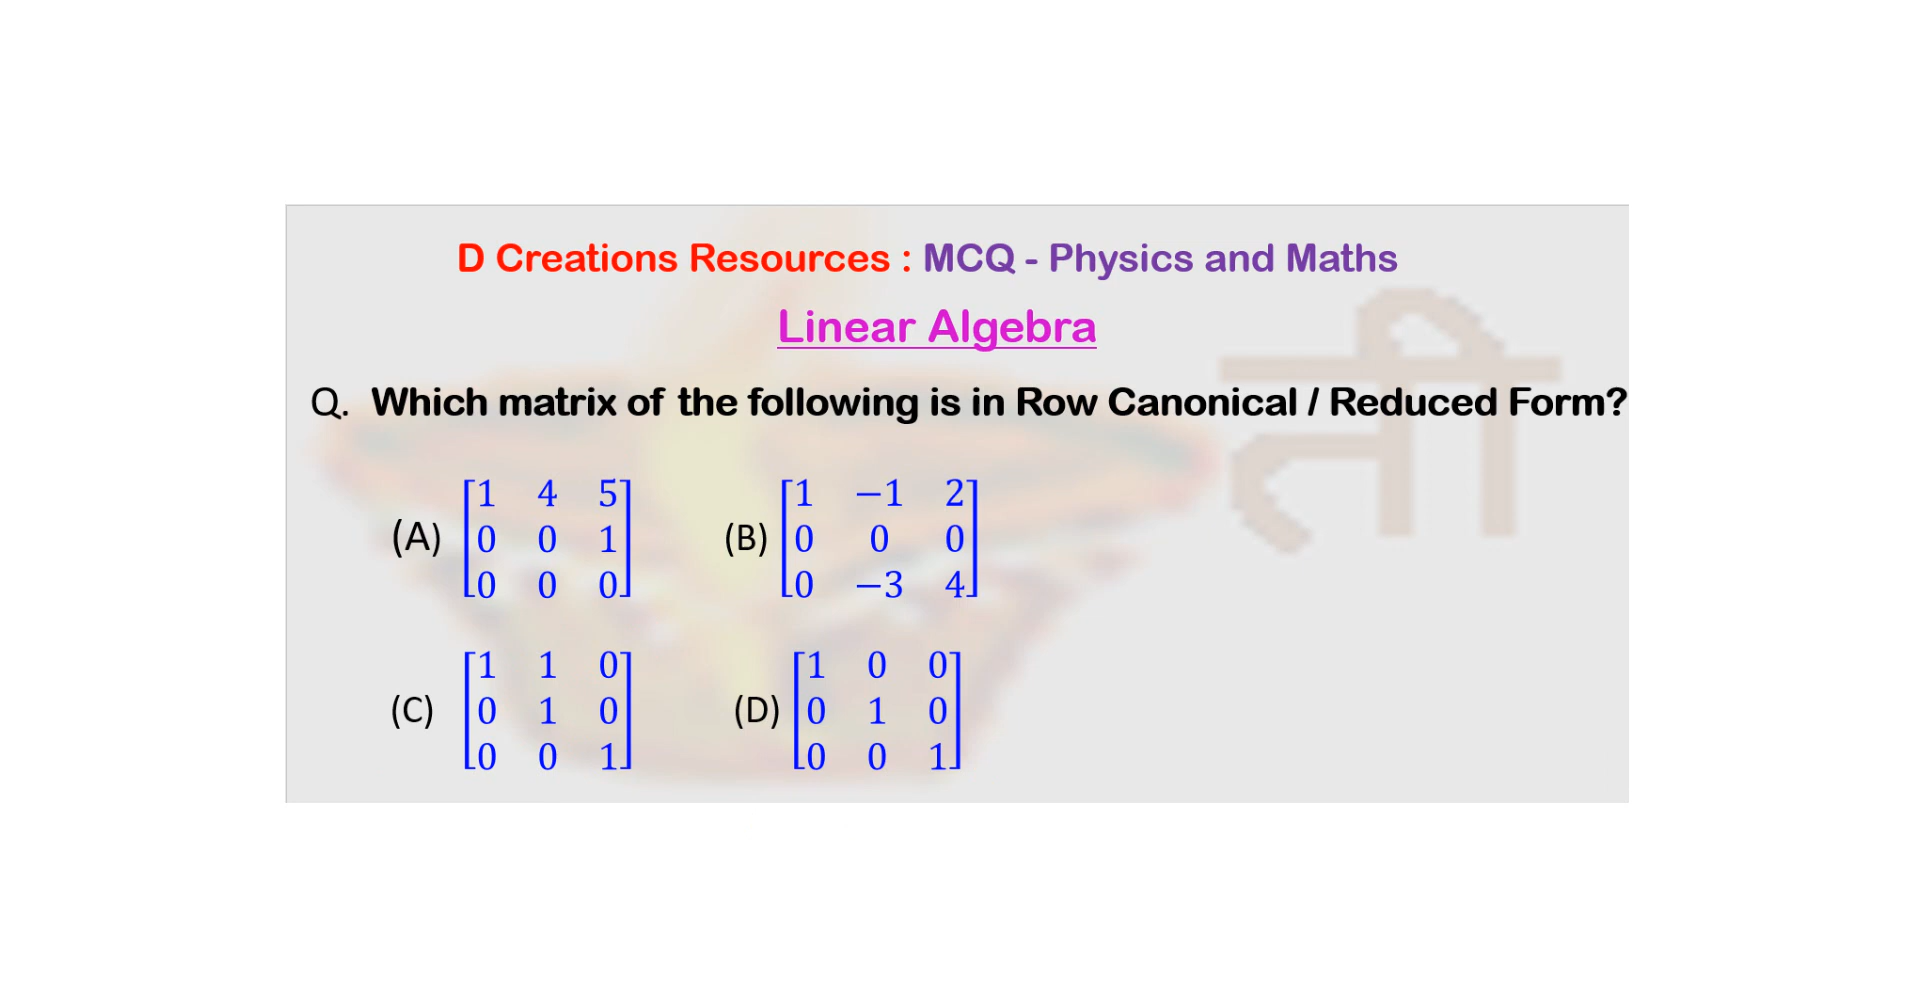 D Creations Resources : MCQ - Physics and Maths
Linear Algebra
ती
Q. Which matrix of the following is in Row Canonical / Reduced Form?
(A) [1 4 5
0 0 1
0 0 0]
(B) [1 −1 2
0 0 0
0 −3 4]
(C) [1 1 0
0 1 0
0 0 1]
(D) [1 0 0
0 1 0
0 0 1]